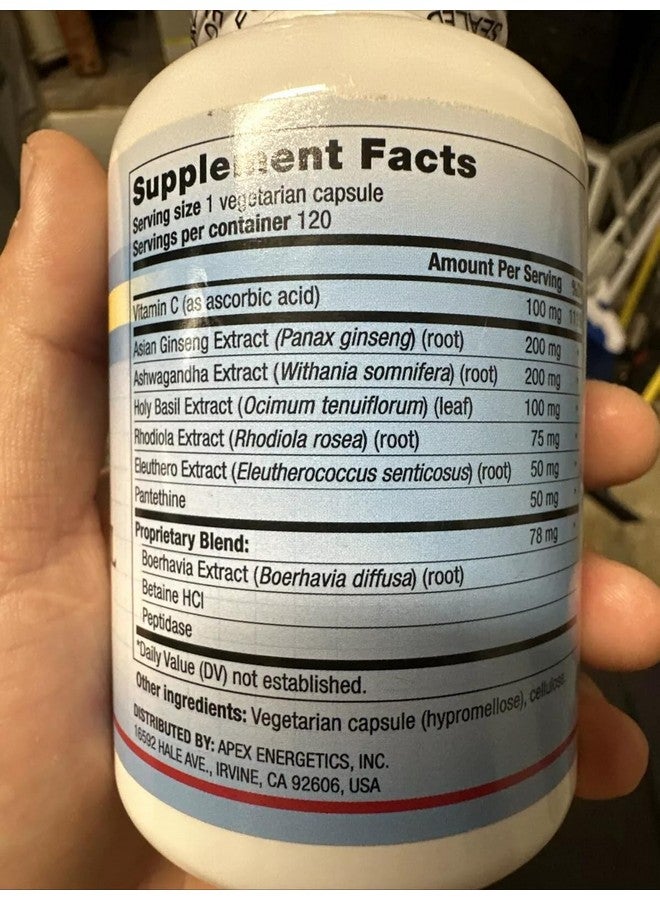 SEALED
Supplement Facts
Serving size 1 vegetarian capsule
Servings per container 120
Amount Per Serving
Vitamin C (as ascorbic acid) 100 mg
Asian Ginseng Extract (Panax ginseng) (root) 200 mg
Ashwagandha Extract (Withania somnifera) (root) 200 mg
Holy Basil Extract (Ocimum tenuiflorum) (leaf) 100 mg
Rhodiola Extract (Rhodiola rosea) (root) 75 mg
Eleuthero Extract (Eleutherococcus senticosus) (root) 50 mg
Pantethine 50 mg
Proprietary Blend: 78 mg
Boerhavia Extract (Boerhavia diffusa) (root)
Betaine HCI
Peptidase
*Daily Value (DV) not established.
Other ingredients: Vegetarian capsule (hypromellose), cellulose.
DISTRIBUTED BY: APEX ENERGETICS, INC.
16592 HALE AVE., IRVINE, CA 92606, USA